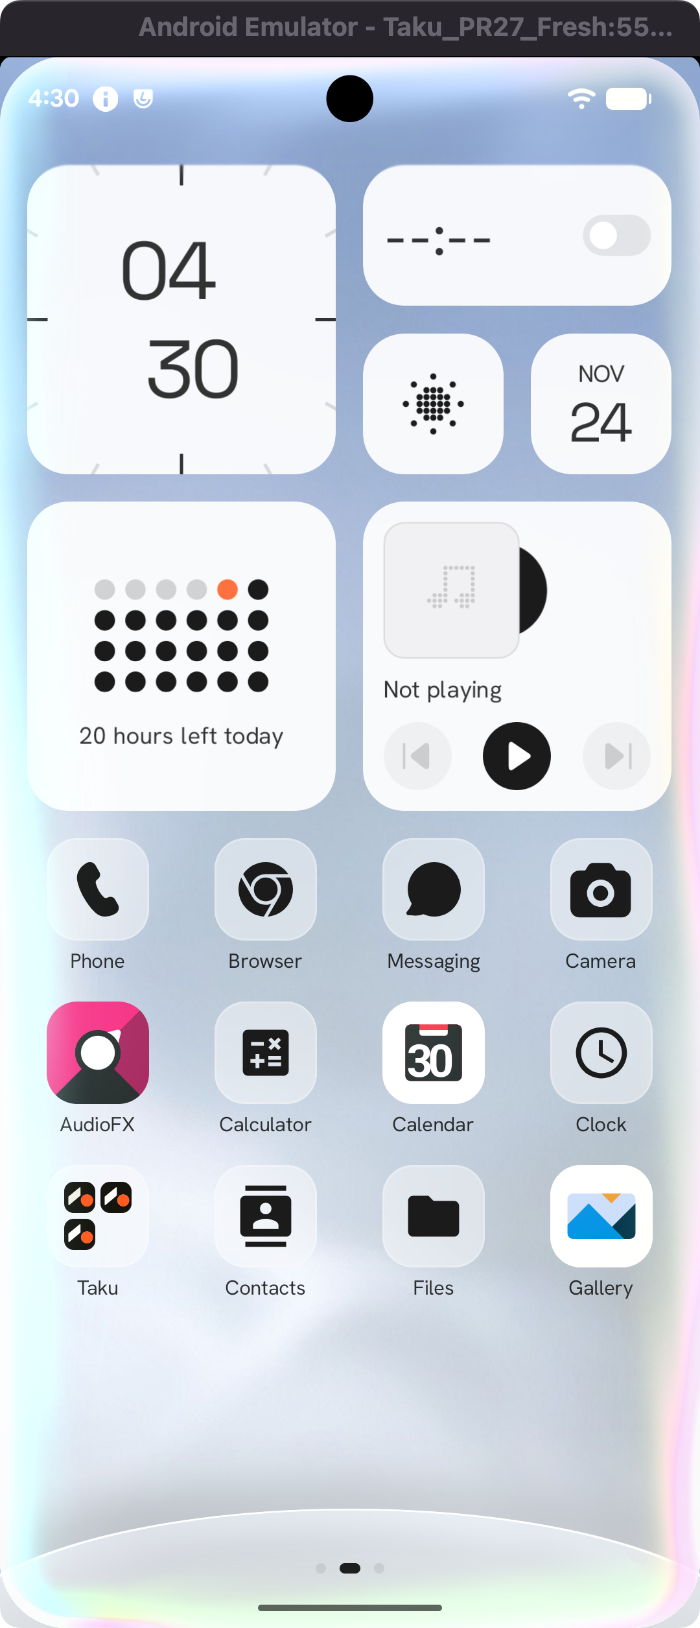 Android Emulator - Taku_PR27_Fresh:55...
4:30
04
30
--:--
NOV
24
20 hours left today
Not playing
Phone
Browser
Messaging
Camera
30
AudioFX
Calculator
Calendar
Clock
Taku
Contacts
Files
Gallery